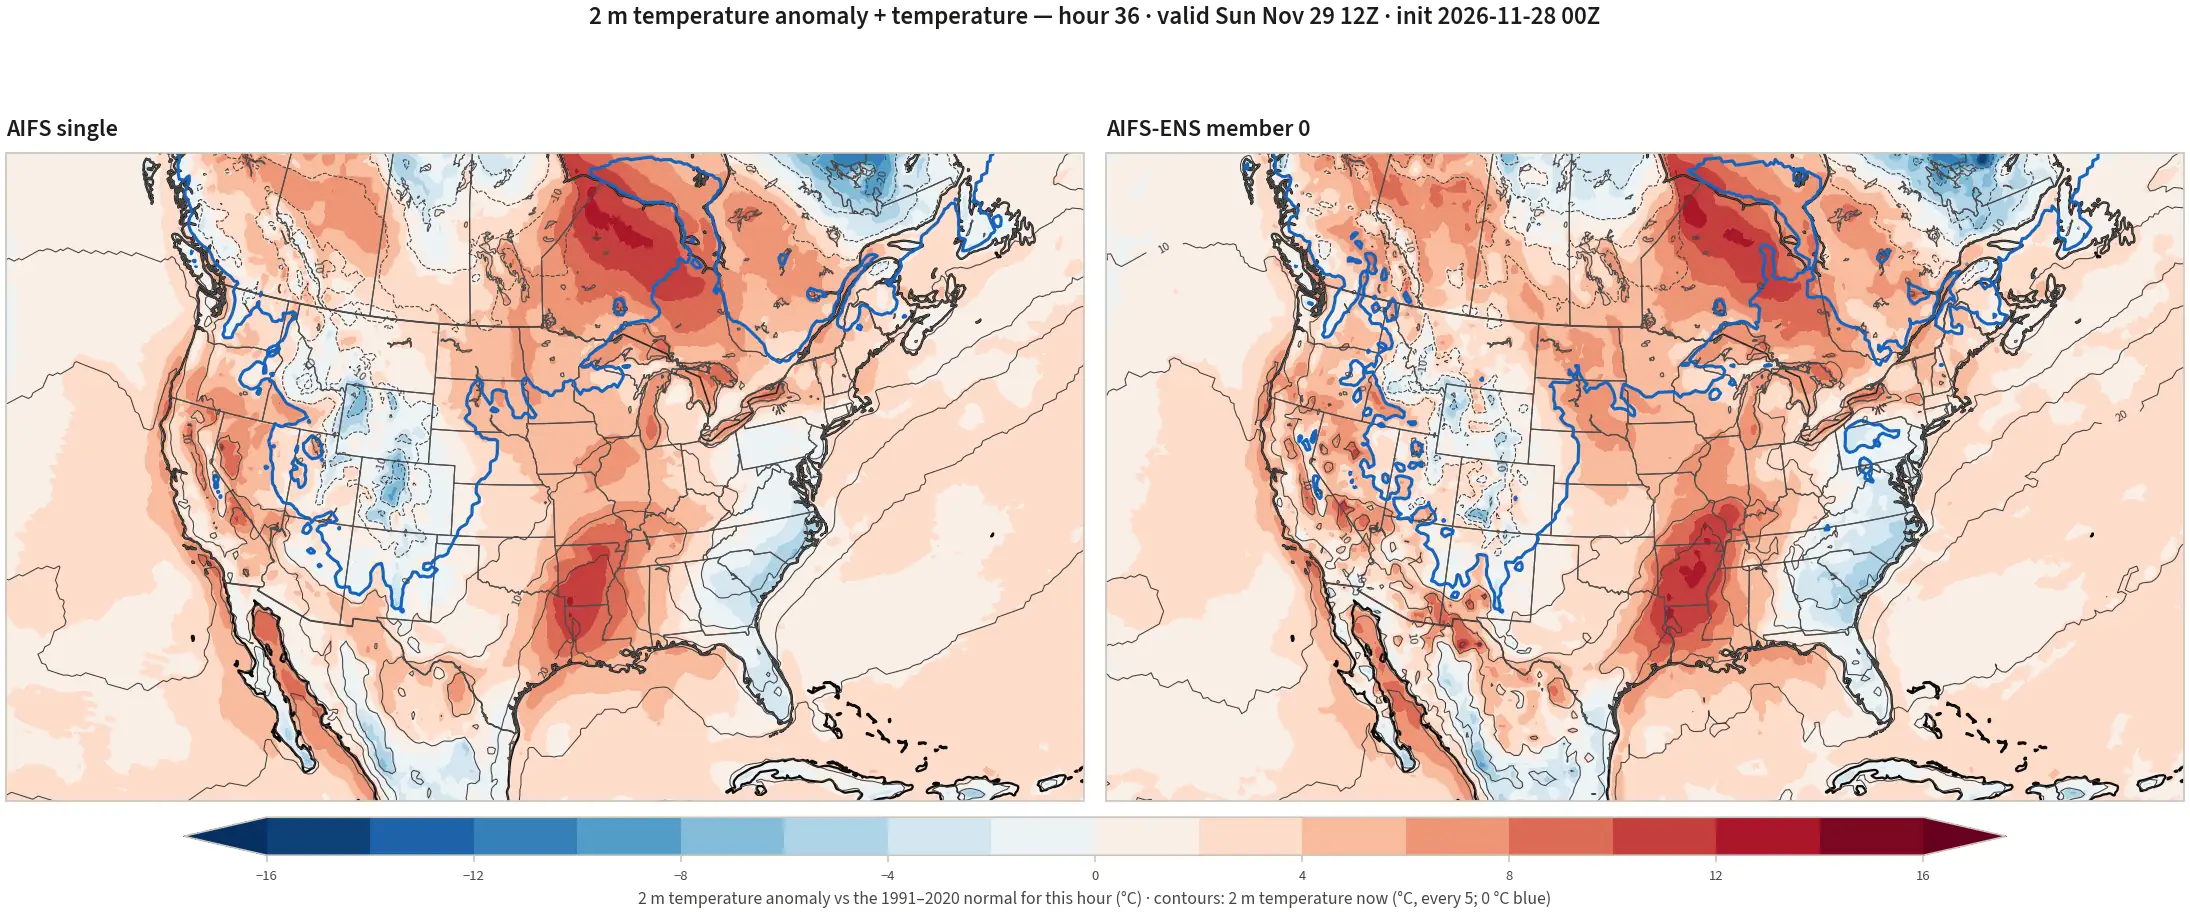 2 m temperature anomaly + temperature — hour 36 · valid Sun Nov 29 12Z · init 2026-11-28 00Z
AIFS single
AIFS-ENS member 0
10
20
−16
−12
−8
−4
0
4
8
12
16
2 m temperature anomaly vs the 1991–2020 normal for this hour (°C) · contours: 2 m temperature now (°C, every 5; 0 °C blue)